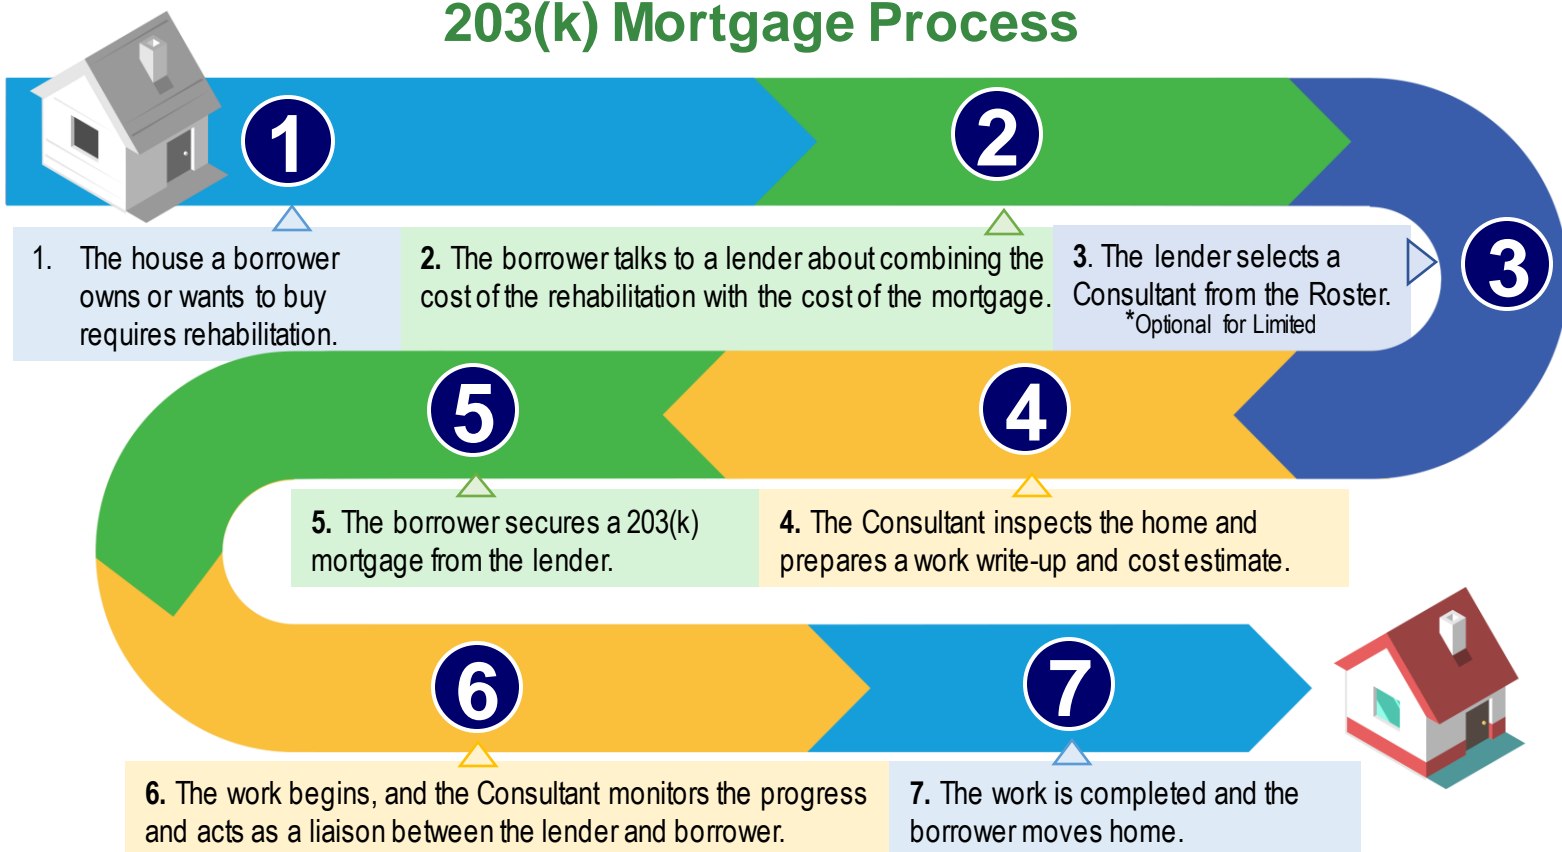 203(k) Mortgage Process
1
2
3
1. The house a borrower
owns or wants to buy
requires rehabilitation.
2. The borrower talks to a lender about combining the
cost of the rehabilitation with the cost of the mortgage.
3. The lender selects a
Consultant from the Roster.
*Optional for Limited
4
5
4. The Consultant inspects the home and
prepares a work write-up and cost estimate.
5. The borrower secures a 203(k)
mortgage from the lender.
6
7
6. The work begins, and the Consultant monitors the progress
and acts as a liaison between the lender and borrower.
7. The work is completed and the
borrower moves home.